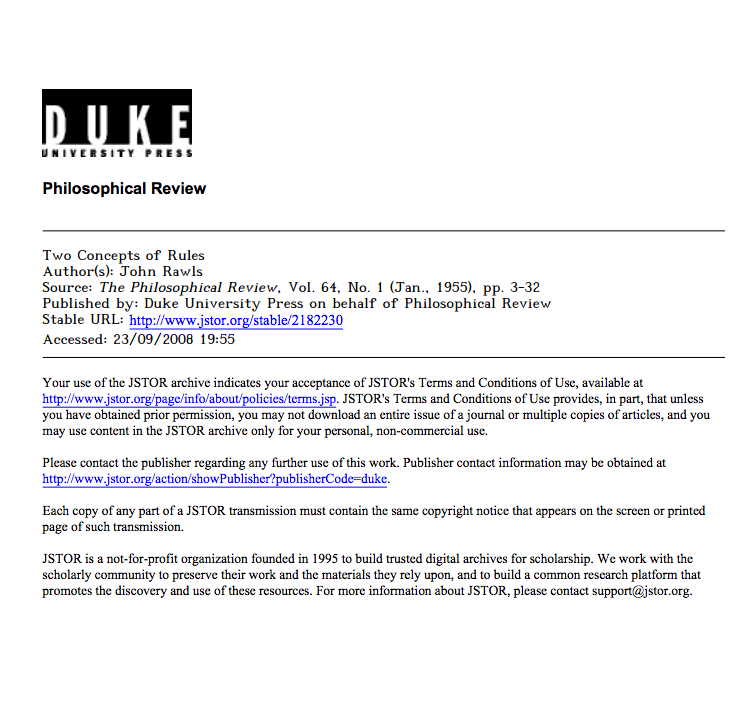 DUKE
UNIVERSITY PRESS
Philosophical Review
Two Concepts of Rules
Author(s): John Rawls
Source: The Philosophical Review, Vol. 64, No. 1 (Jan., 1955), pp. 3-32
Published by: Duke University Press on behalf of Philosophical Review
Stable URL: http://www.jstor.org/stable/2182230
Accessed: 23/09/2008 19:55
Your use of the JSTOR archive indicates your acceptance of JSTOR's Terms and Conditions of Use, available at
http://www.jstor.org/page/info/about/policies/terms.jsp. JSTOR's Terms and Conditions of Use provides, in part, that unless
you have obtained prior permission, you may not download an entire issue of a journal or multiple copies of articles, and you
may use content in the JSTOR archive only for your personal, non-commercial use.
Please contact the publisher regarding any further use of this work. Publisher contact information may be obtained at
http://www.jstor.org/action/showPublisher?publisherCode=duke.
Each copy of any part of a JSTOR transmission must contain the same copyright notice that appears on the screen or printed
page of such transmission.
JSTOR is a not-for-profit organization founded in 1995 to build trusted digital archives for scholarship. We work with the
scholarly community to preserve their work and the materials they rely upon, and to build a common research platform that
promotes the discovery and use of these resources. For more information about JSTOR, please contact support@jstor.org.